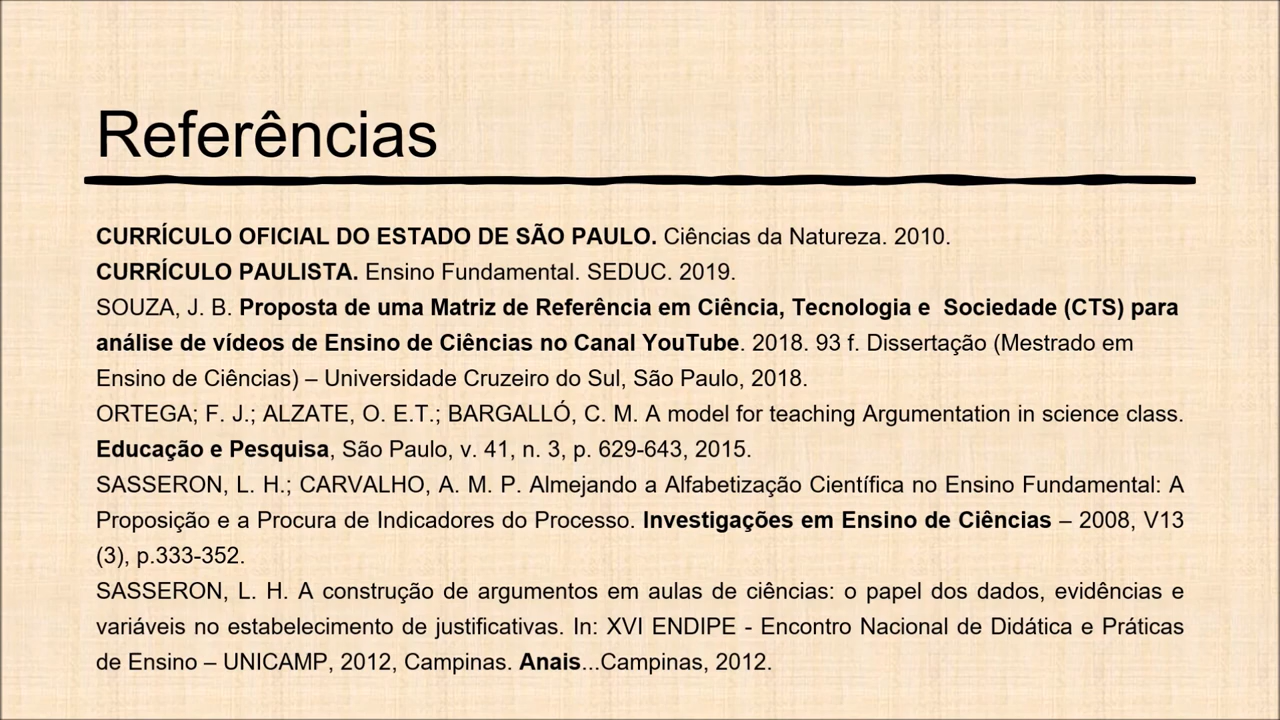 Referências
CURRÍCULO OFICIAL DO ESTADO DE SÃO PAULO. Ciências da Natureza. 2010.
CURRÍCULO PAULISTA. Ensino Fundamental. SEDUC. 2019.
SOUZA, J. B. Proposta de uma Matriz de Referência em Ciência, Tecnologia e  Sociedade (CTS) para
análise de vídeos de Ensino de Ciências no Canal YouTube. 2018. 93 f. Dissertação (Mestrado em
Ensino de Ciências) – Universidade Cruzeiro do Sul, São Paulo, 2018.
ORTEGA; F. J.; ALZATE, O. E.T.; BARGALLÓ, C. M. A model for teaching Argumentation in science class.
Educação e Pesquisa, São Paulo, v. 41, n. 3, p. 629-643, 2015.
SASSERON, L. H.; CARVALHO, A. M. P. Almejando a Alfabetização Científica no Ensino Fundamental: A
Proposição e a Procura de Indicadores do Processo. Investigações em Ensino de Ciências – 2008, V13
(3), p.333-352.
SASSERON, L. H. A construção de argumentos em aulas de ciências: o papel dos dados, evidências e
variáveis no estabelecimento de justificativas. In: XVI ENDIPE - Encontro Nacional de Didática e Práticas
de Ensino – UNICAMP, 2012, Campinas. Anais...Campinas, 2012.